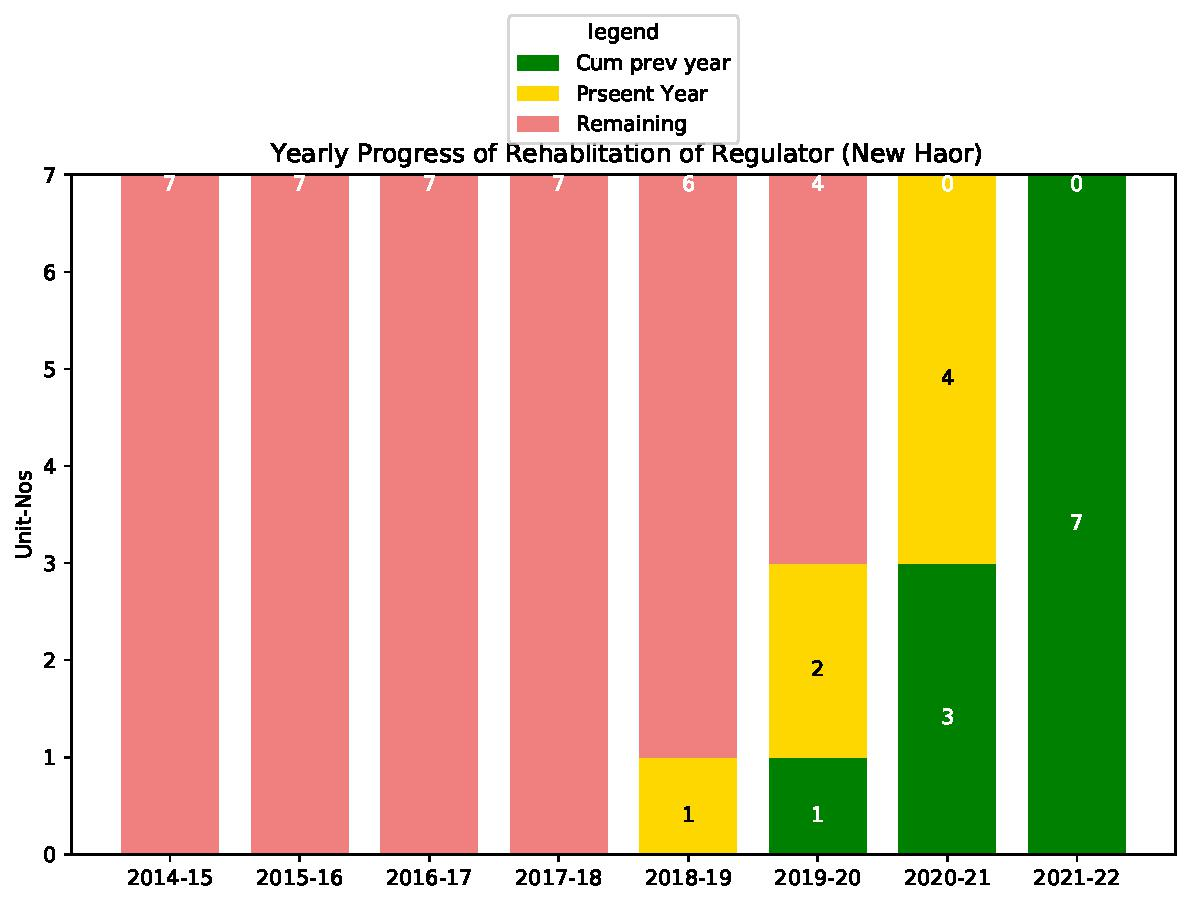 legend
Cum prev year
Prseent Year
Remaining
Yearly Progress of Rehablitation of Regulator (New Haor)
7
7 7 7 7 6 4 0 0
6
5
4
4
7
Unit-Nos
3
3
2
2
1
1 1
0
2014-15 2015-16 2016-17 2017-18 2018-19 2019-20 2020-21 2021-22